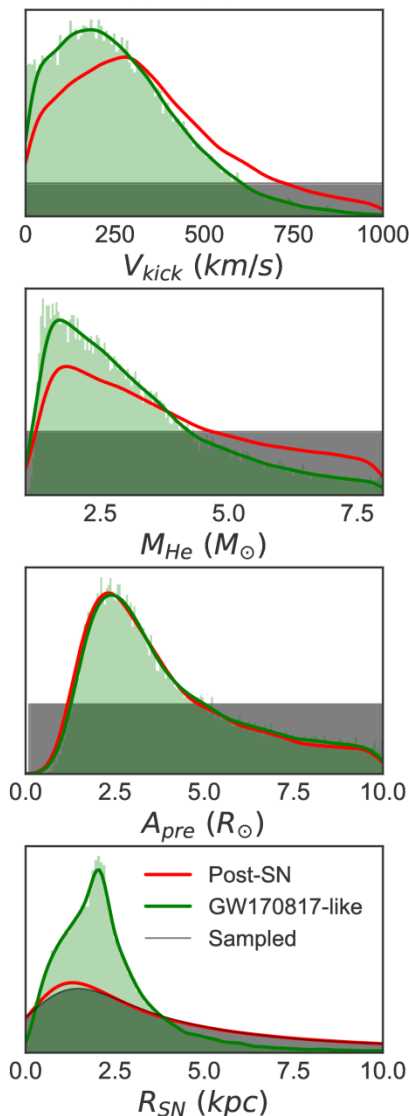 0 250 500 750 1000
V_kick (km/s)
2.5 5.0 7.5
M_He (M_⊙)
0.0 2.5 5.0 7.5 10.0
A_pre (R_⊙)
Post-SN
GW170817-like
Sampled
0.0 2.5 5.0 7.5 10.0
R_SN (kpc)